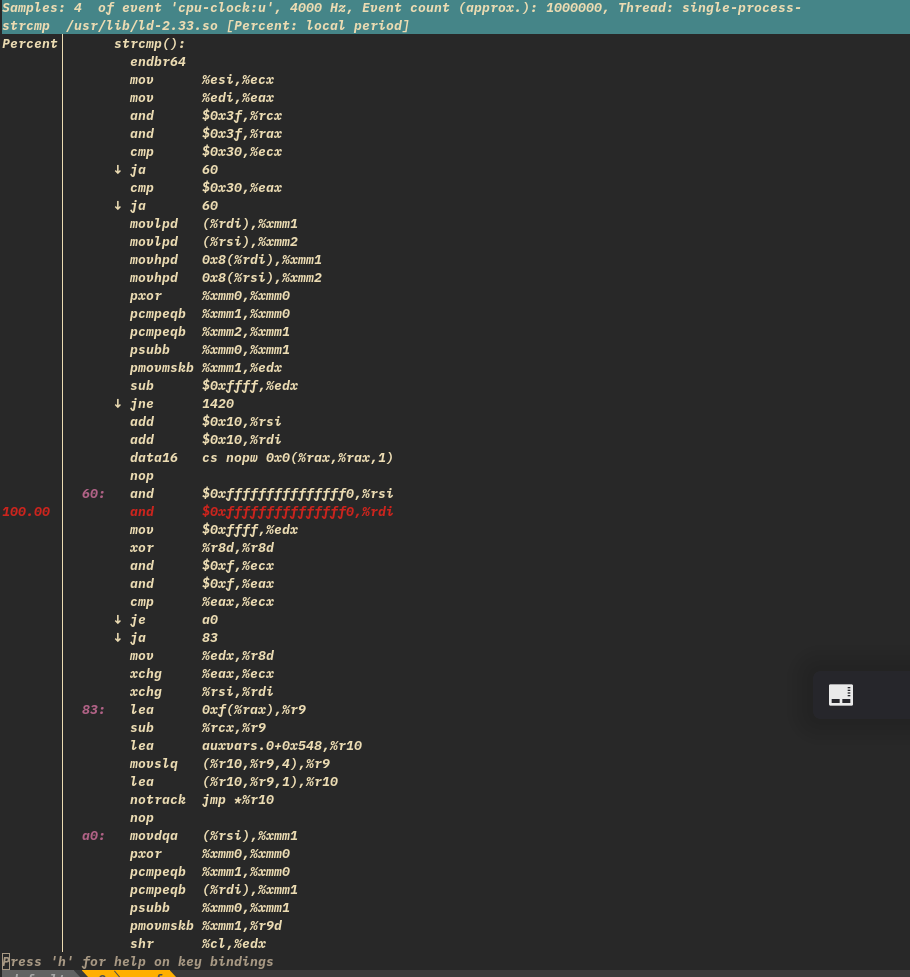 Samples: 4  of event 'cpu-clock:u', 4000 Hz, Event count (approx.): 1000000, Thread: single-process-
strcmp  /usr/lib/ld-2.33.so [Percent: local period]
Percent       strcmp():
                endbr64
                mov      %esi,%ecx
                mov      %edi,%eax
                and      $0x3f,%rcx
                and      $0x3f,%rax
                cmp      $0x30,%ecx
              ↓ ja       60
                cmp      $0x30,%eax
              ↓ ja       60
                movlpd   (%rdi),%xmm1
                movlpd   (%rsi),%xmm2
                movhpd   0x8(%rdi),%xmm1
                movhpd   0x8(%rsi),%xmm2
                pxor     %xmm0,%xmm0
                pcmpeqb  %xmm1,%xmm0
                pcmpeqb  %xmm2,%xmm1
                psubb    %xmm0,%xmm1
                pmovmskb %xmm1,%edx
                sub      $0xffff,%edx
              ↓ jne      1420
                add      $0x10,%rsi
                add      $0x10,%rdi
                data16   cs nopw 0x0(%rax,%rax,1)
                nop
          60:   and      $0xfffffffffffffff0,%rsi
100.00          and      $0xfffffffffffffff0,%rdi
                mov      $0xffff,%edx
                xor      %r8d,%r8d
                and      $0xf,%ecx
                and      $0xf,%eax
                cmp      %eax,%ecx
              ↓ je       a0
              ↓ ja       83
                mov      %edx,%r8d
                xchg     %eax,%ecx
                xchg     %rsi,%rdi
          83:   lea      0xf(%rax),%r9
                sub      %rcx,%r9
                lea      auxvars.0+0x548,%r10
                movslq   (%r10,%r9,4),%r9
                lea      (%r10,%r9,1),%r10
                notrack  jmp *%r10
                nop
          a0:   movdqa   (%rsi),%xmm1
                pxor     %xmm0,%xmm0
                pcmpeqb  %xmm1,%xmm0
                pcmpeqb  (%rdi),%xmm1
                psubb    %xmm0,%xmm1
                pmovmskb %xmm1,%r9d
                shr      %cl,%edx
Press 'h' for help on key bindings